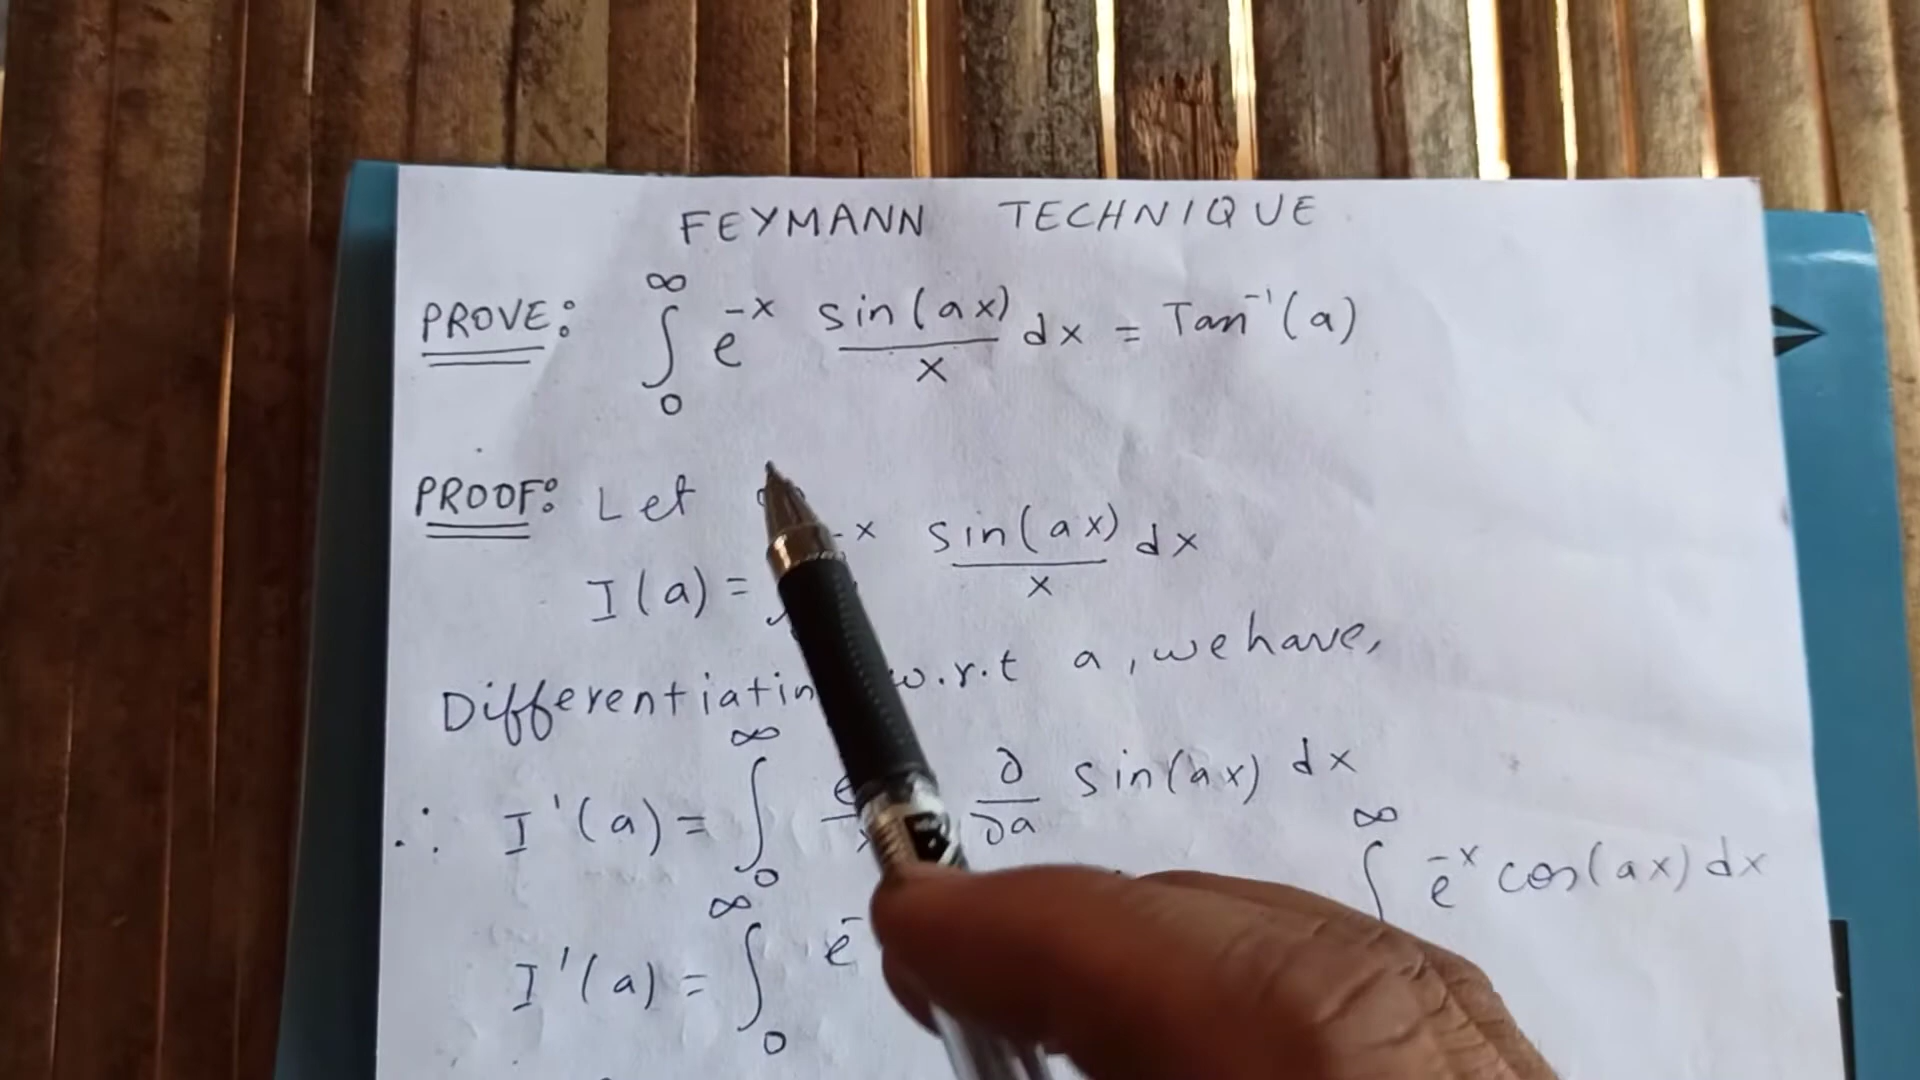 FEYMANN TECHNIQUE
PROVE: ∫₀^∞ e^-x sin(ax)/x dx = Tan^-1(a)
PROOF: Let
I(a) = -x sin(ax)/x dx
Differentiatin w.r.t a, we have,
∴ I'(a) = ∫₀^∞ ∂/∂a sin(ax) dx
I'(a) = ∫₀^∞ e^- ∫^∞ e^-x cos(ax) dx